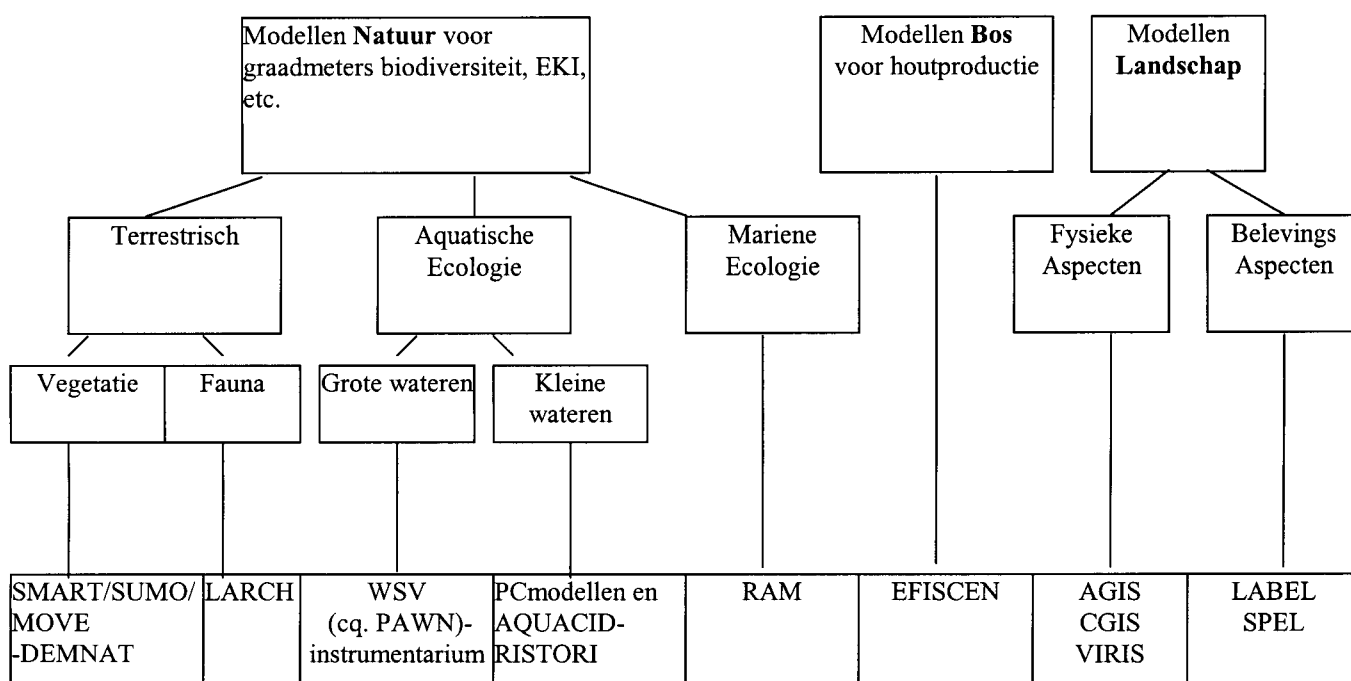 Modellen Natuur voor
graadmeters biodiversiteit, EKI,
etc.
Modellen Bos
voor houtproductie
Modellen
Landschap
Terrestrisch
Aquatische
Ecologie
Mariene
Ecologie
Fysieke
Aspecten
Belevings
Aspecten
Vegetatie
Fauna
Grote wateren
Kleine
wateren
SMART/SUMO/
MOVE
-DEMNAT
LARCH
WSV
(cq. PAWN)-
instrumentarium
PCmodellen en
AQUACID-
RISTORI
RAM
EFISCEN
AGIS
CGIS
VIRIS
LABEL
SPEL